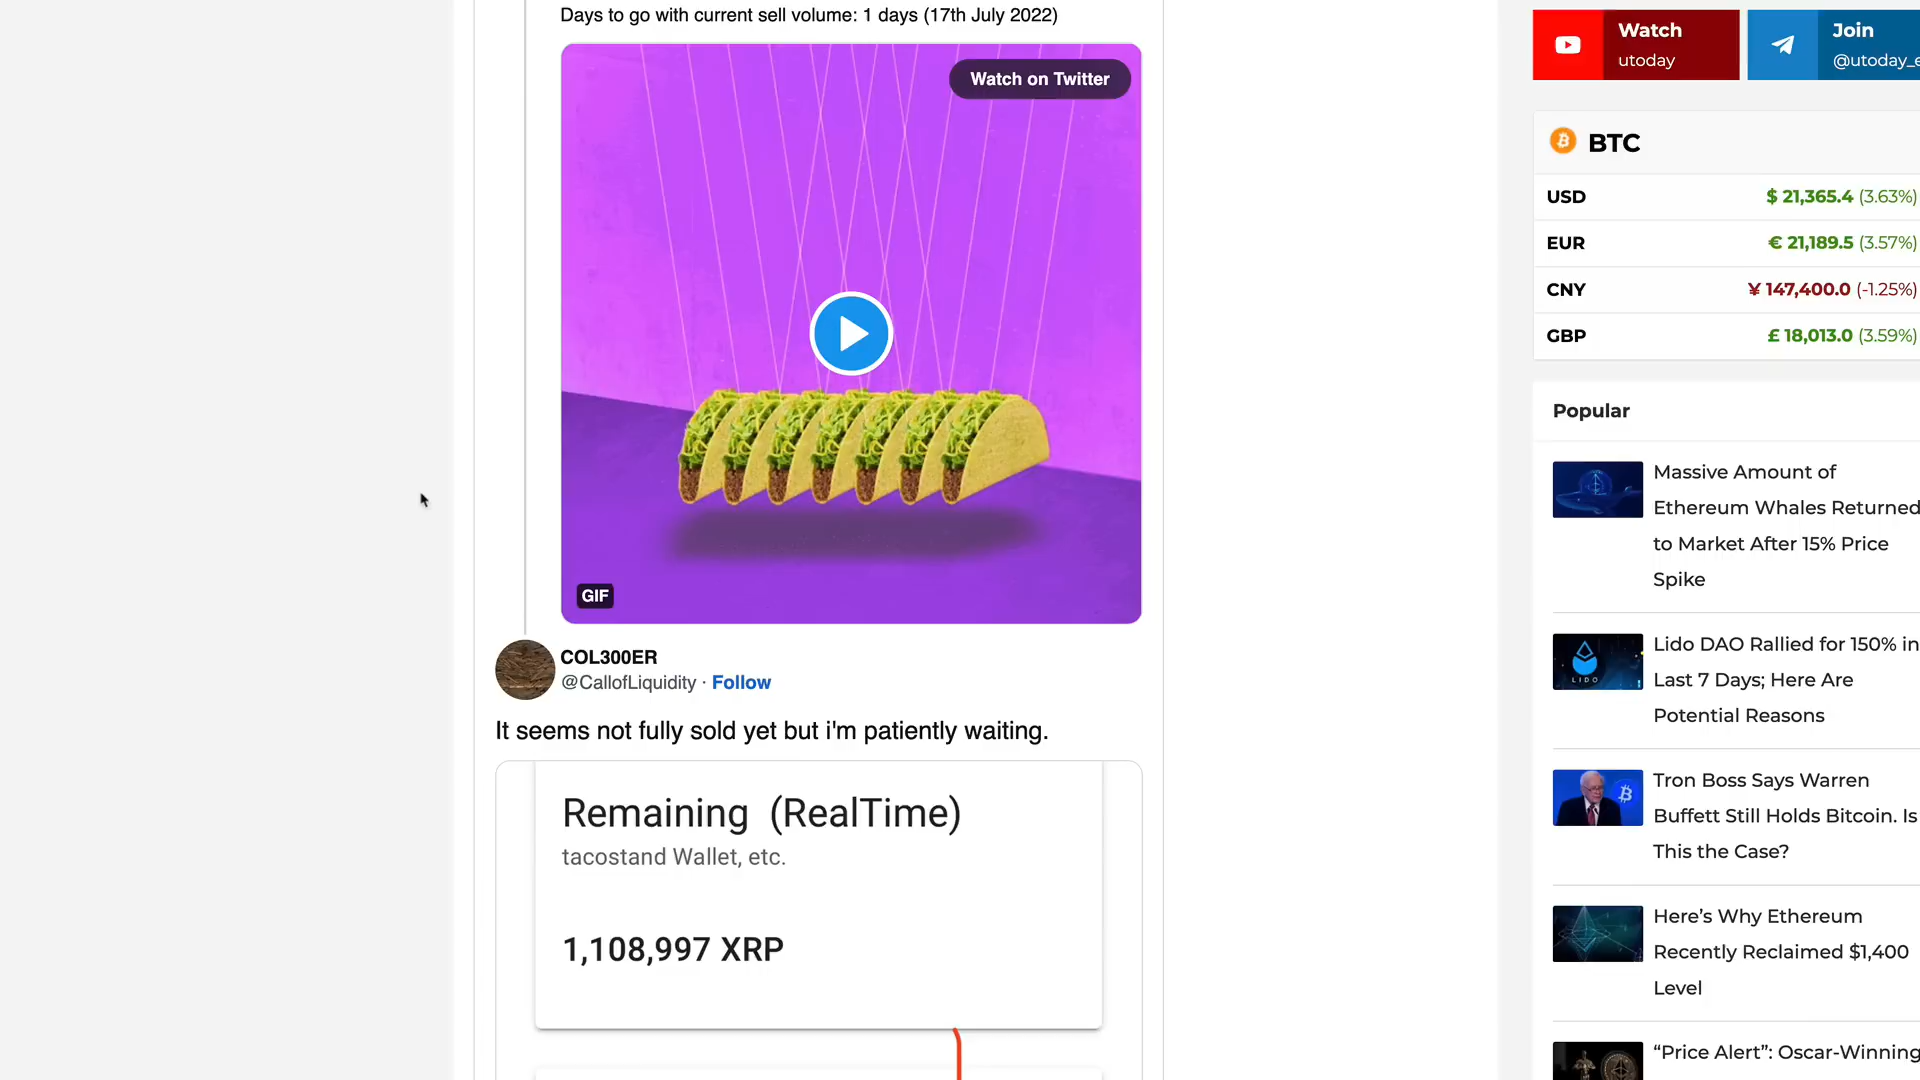 Days to go with current sell volume: 1 days (17th July 2022)
Watch on Twitter
GIF
COL300ER
@CallofLiquidity · Follow
It seems not fully sold yet but i'm patiently waiting.
Remaining (RealTime)
tacostand Wallet, etc.
1,108,997 XRP
Watch
utoday
Join
@utoday_e
BTC
USD $ 21,365.4 (3.63%)
EUR € 21,189.5 (3.57%)
CNY ¥ 147,400.0 (-1.25%)
GBP £ 18,013.0 (3.59%)
Popular
Massive Amount of
Ethereum Whales Returned
to Market After 15% Price
Spike
LIDO
Lido DAO Rallied for 150% in
Last 7 Days; Here Are
Potential Reasons
Tron Boss Says Warren
Buffett Still Holds Bitcoin. Is
This the Case?
Here’s Why Ethereum
Recently Reclaimed $1,400
Level
“Price Alert”: Oscar-Winning